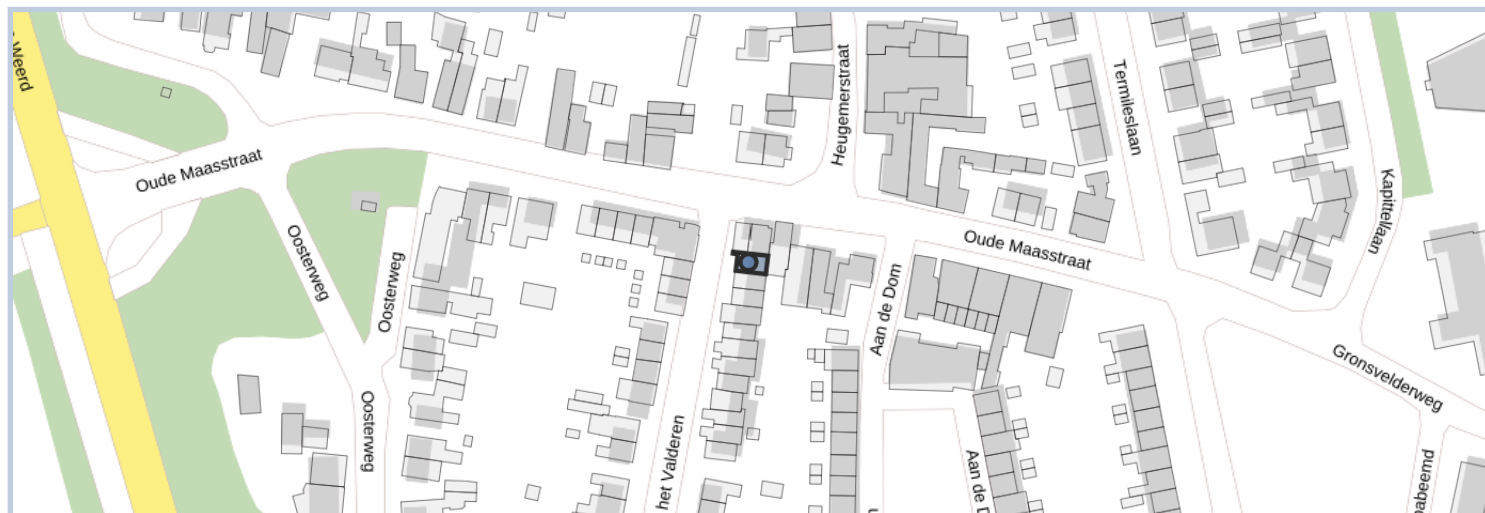 Weerd
Oude Maasstraat
Oosterweg
Oosterweg
Oosterweg
het Valderen
Heugemerstraat
Aan de Dom
Oude Maasstraat
Termileslaan
Kapittellaan
Gronsvelderweg
Aan de D
abeemd